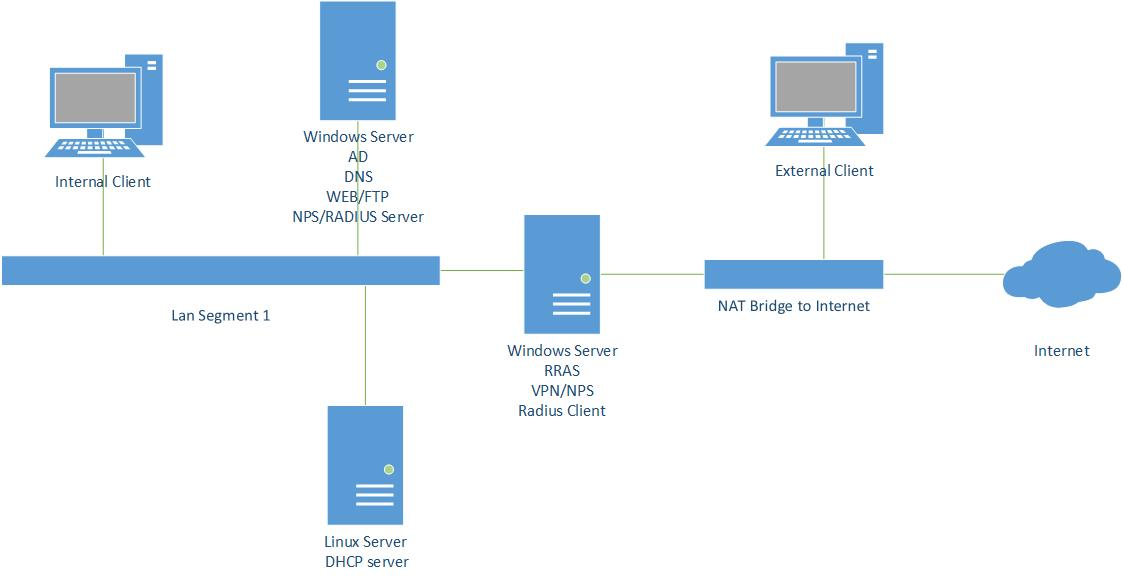 Internal Client
Windows Server
AD
DNS
WEB/FTP
NPS/RADIUS Server
External Client
Lan Segment 1
NAT Bridge to Internet
Windows Server
RRAS
VPN/NPS
Radius Client
Internet
Linux Server
DHCP server